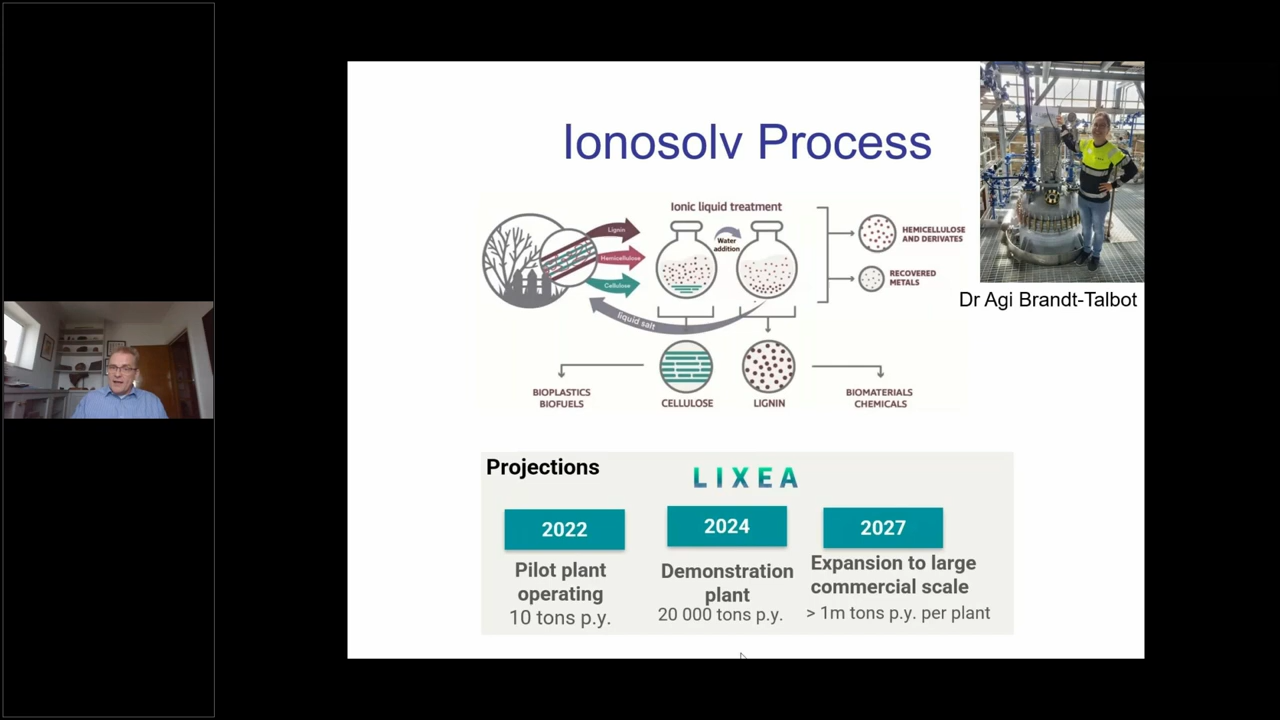 Ionosolv Process
Dr Agi Brandt-Talbot
Ionic liquid treatment
Lignin
Hemicellulose
Cellulose
Water
addition
liquid salt
HEMICELLULOSE
AND DERIVATES
RECOVERED
METALS
BIOPLASTICS
BIOFUELS
CELLULOSE
LIGNIN
BIOMATERIALS
CHEMICALS
Projections
LIXEA
2022
Pilot plant
operating
10 tons p.y.
2024
Demonstration
plant
20 000 tons p.y.
2027
Expansion to large
commercial scale
> 1m tons p.y. per plant